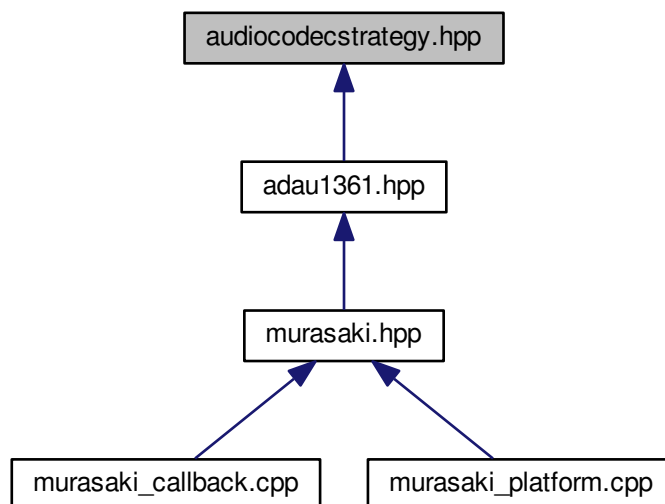 audiocodecstrategy.hpp
adau1361.hpp
murasaki.hpp
murasaki_callback.cpp
murasaki_platform.cpp